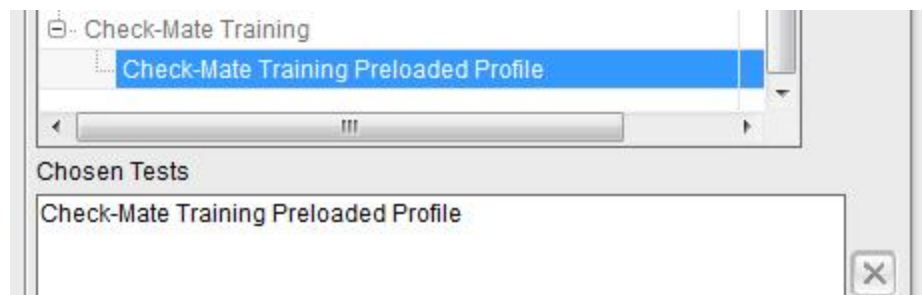 Check-Mate Training
Check-Mate Training Preloaded Profile
Chosen Tests
Check-Mate Training Preloaded Profile